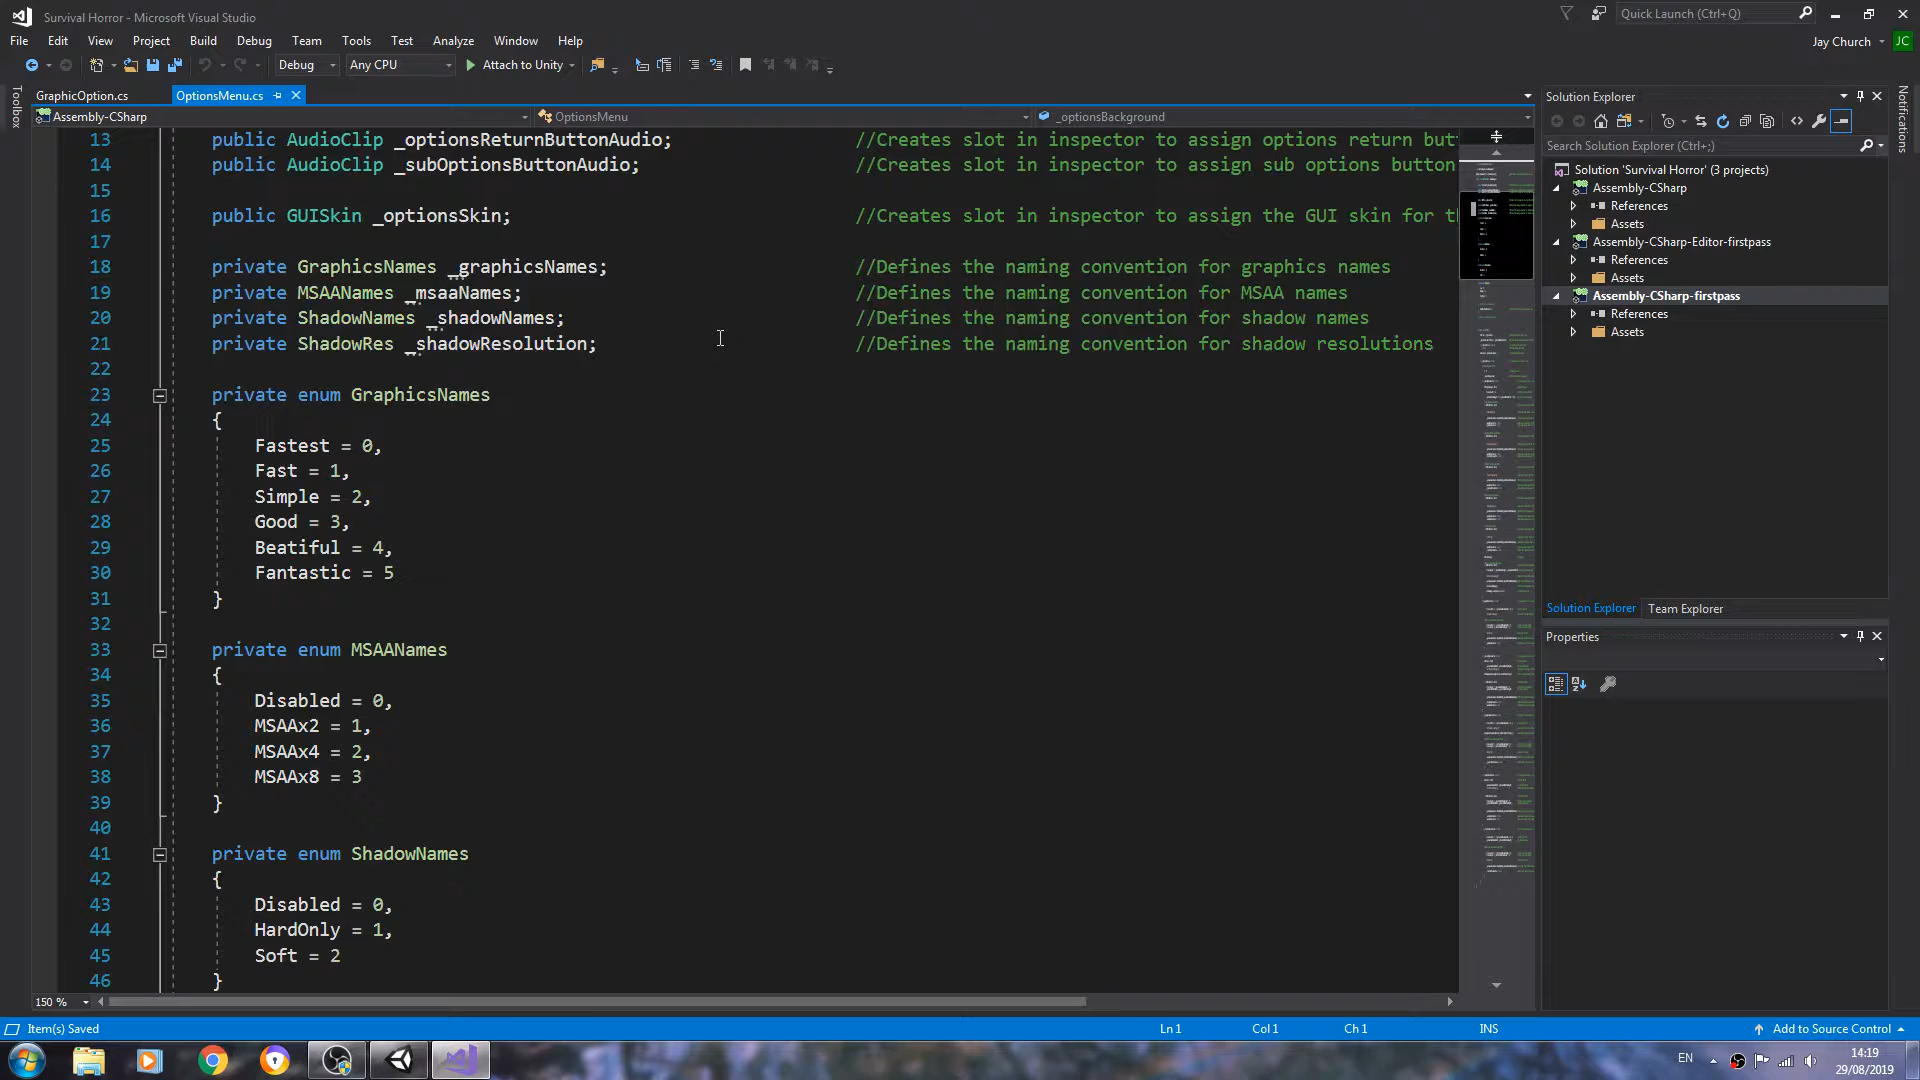 Survival Horror - Microsoft Visual Studio
Quick Launch (Ctrl+Q)
File Edit View Project Build Debug Team Tools Test Analyze Window Help
Jay Church JC
Debug Any CPU Attach to Unity
Toolbox
GraphicOption.cs OptionsMenu.cs
Assembly-CSharp OptionsMenu _optionsBackground
13 public AudioClip _optionsReturnButtonAudio; //Creates slot in inspector to assign options return but
14 public AudioClip _subOptionsButtonAudio; //Creates slot in inspector to assign sub options button
15
16 public GUISkin _optionsSkin; //Creates slot in inspector to assign the GUI skin for t
17
18 private GraphicsNames _graphicsNames; //Defines the naming convention for graphics names
19 private MSAANames _msaaNames; //Defines the naming convention for MSAA names
20 private ShadowNames _shadowNames; //Defines the naming convention for shadow names
21 private ShadowRes _shadowResolution; //Defines the naming convention for shadow resolutions
22
23 private enum GraphicsNames
24 {
25 Fastest = 0,
26 Fast = 1,
27 Simple = 2,
28 Good = 3,
29 Beatiful = 4,
30 Fantastic = 5
31 }
32
33 private enum MSAANames
34 {
35 Disabled = 0,
36 MSAAx2 = 1,
37 MSAAx4 = 2,
38 MSAAx8 = 3
39 }
40
41 private enum ShadowNames
42 {
43 Disabled = 0,
44 HardOnly = 1,
45 Soft = 2
46 }
150 %
Solution Explorer
Search Solution Explorer (Ctrl+;)
Solution 'Survival Horror' (3 projects)
Assembly-CSharp
References
Assets
Assembly-CSharp-Editor-firstpass
References
Assets
Assembly-CSharp-firstpass
References
Assets
Solution Explorer Team Explorer
Properties
Notifications
Item(s) Saved Ln 1 Col 1 Ch 1 INS Add to Source Control
EN
14:19
29/08/2019